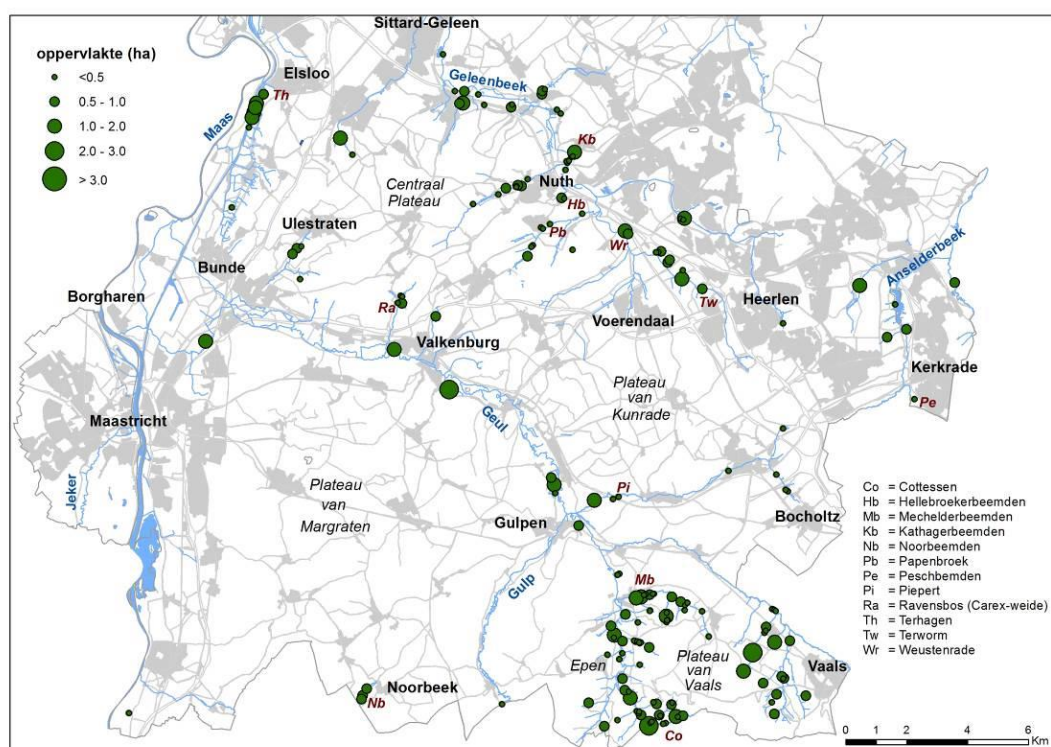 oppervlakte (ha)
<0.5
0.5 - 1.0
1.0 - 2.0
2.0 - 3.0
> 3.0
Sittard-Geleen
Elsloo
Th
Geleenbeek
Maas
Kb
Centraal
Plateau
Nuth
Hb
Ulestraten
Pb
Wr
Bunde
Anselderbeek
Borgharen
Ra
Tw
Heerlen
Voerendaal
Valkenburg
Kerkrade
Plateau
van
Kunrade
Pe
Maastricht
Geul
Jeker
Plateau
van
Margraten
Pi
Gulpen
Bocholtz
Co = Cottessen
Hb = Hellebroekerbeemden
Mb = Mechelderbeemden
Kb = Kathagerbeemden
Nb = Noorbeemden
Pb = Papenbroek
Pe = Peschbemden
Pi = Piepert
Ra = Ravensbos (Carex-weide)
Th = Terhagen
Tw = Terworm
Wr = Weustenrade
Gulp
Mb
Epen
Plateau
van
Vaals
Vaals
Noorbeek
Nb
Co
0 1 2 4 6
Km